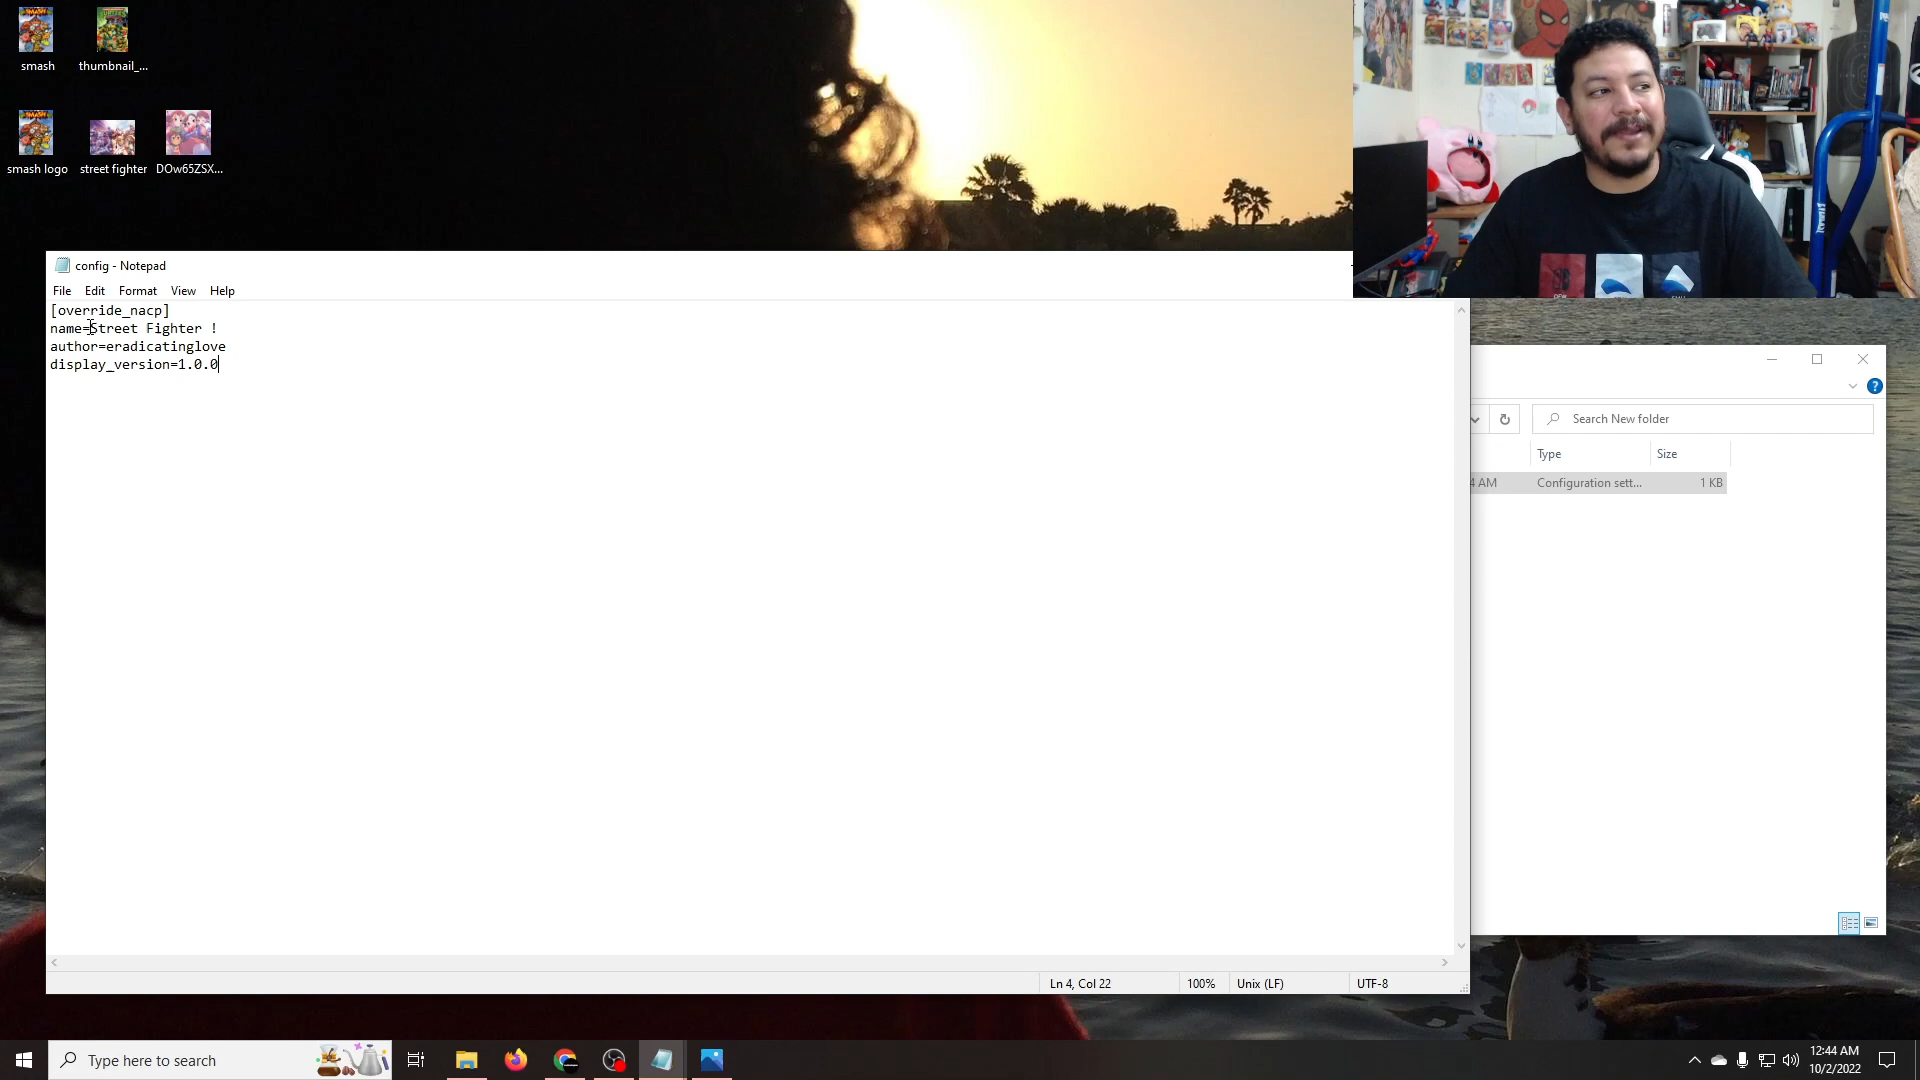 smash
thumbnail_...
smash logo
street fighter
DOw65ZSX...
config - Notepad
File Edit Format View Help
[override_nacp]
name=Street Fighter !
author=eradicatinglove
display_version=1.0.0
Search New folder
Type Size
4 AM Configuration sett... 1 KB
Ln 4, Col 22 100% Unix (LF) UTF-8
Type here to search
12:44 AM
10/2/2022